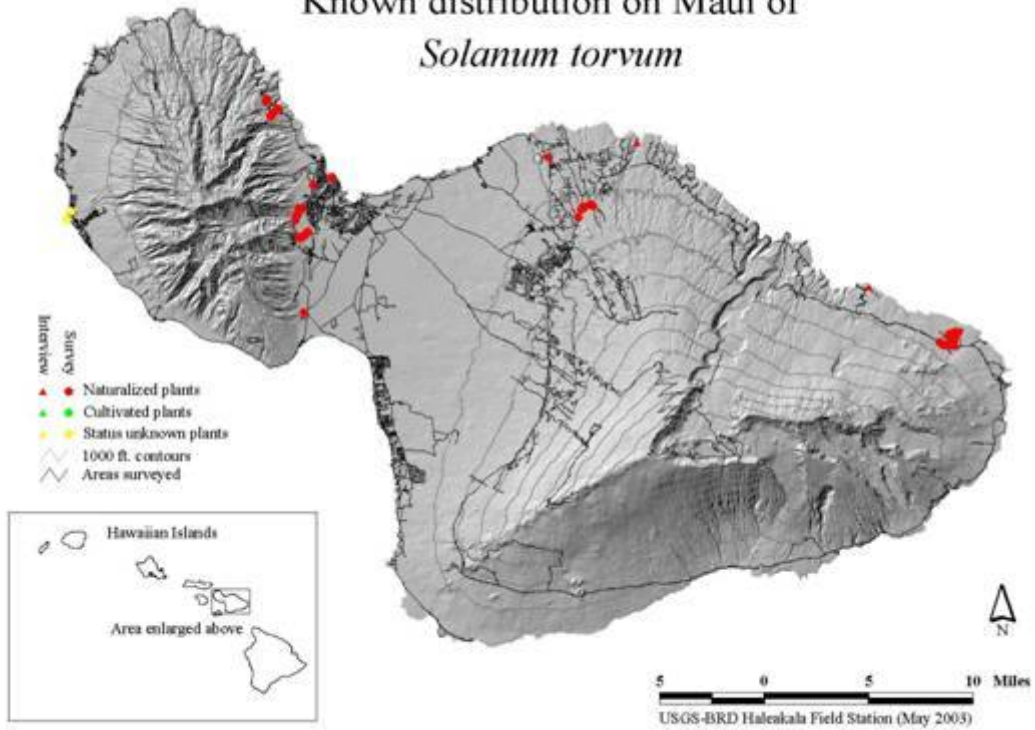 Known distribution on Maui of
Solanum torvum
Interview
Survey
Naturalized plants
Cultivated plants
Status unknown plants
1000 ft. contours
Areas surveyed
Hawaiian Islands
Area enlarged above
N
5 0 5 10 Miles
USGS-BRD Haleakala Field Station (May 2003)